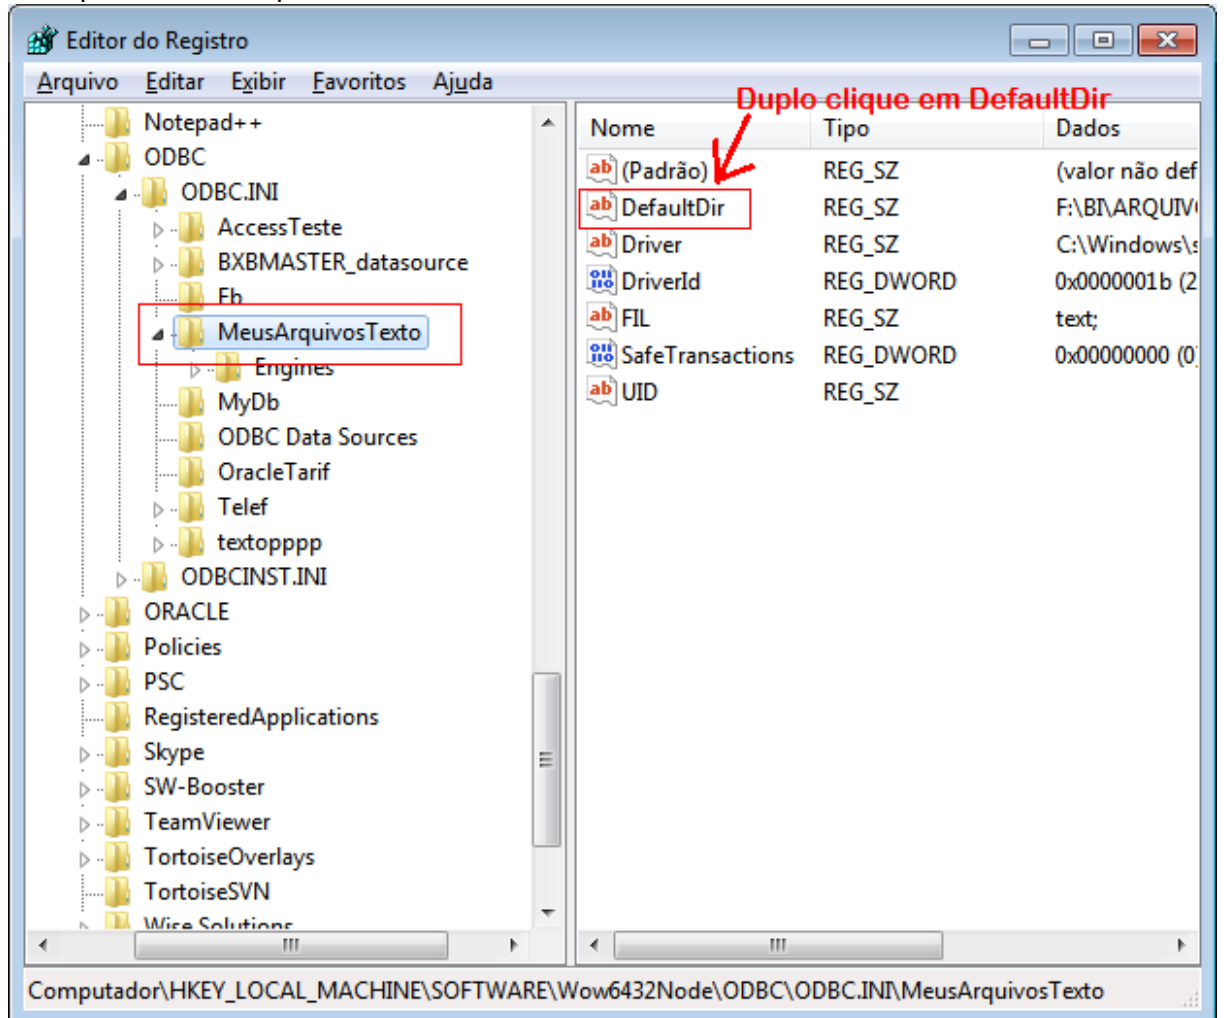 Editor do Registro
Arquivo Editar Exibir Favoritos Ajuda
Duplo clique em DefaultDir
Notepad++
ODBC
ODBC.INI
AccessTeste
BXBMASTER_datasource
Fb
MeusArquivosTexto
Engines
MyDb
ODBC Data Sources
OracleTarif
Telef
textopppp
ODBCINST.INI
ORACLE
Policies
PSC
RegisteredApplications
Skype
SW-Booster
TeamViewer
TortoiseOverlays
TortoiseSVN
Wise Solutions
Nome Tipo Dados
(Padrão) REG_SZ (valor não def
DefaultDir REG_SZ F:\BI\ARQUIV
Driver REG_SZ C:\Windows\s
DriverId REG_DWORD 0x0000001b (2
FIL REG_SZ text;
SafeTransactions REG_DWORD 0x00000000 (0)
UID REG_SZ
Computador\HKEY_LOCAL_MACHINE\SOFTWARE\Wow6432Node\ODBC\ODBC.INI\MeusArquivosTexto